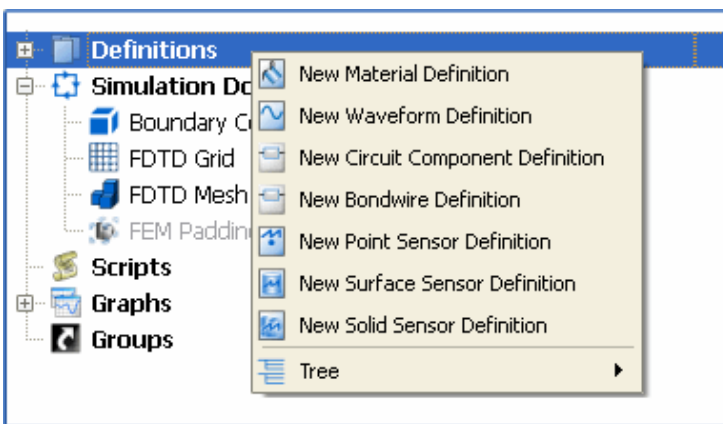 Definitions
New Material Definition
Simulation Do
New Waveform Definition
Boundary C
New Circuit Component Definition
FDTD Grid
FDTD Mesh
New Bondwire Definition
FEM Padding
New Point Sensor Definition
Scripts
New Surface Sensor Definition
Graphs
New Solid Sensor Definition
Groups
Tree